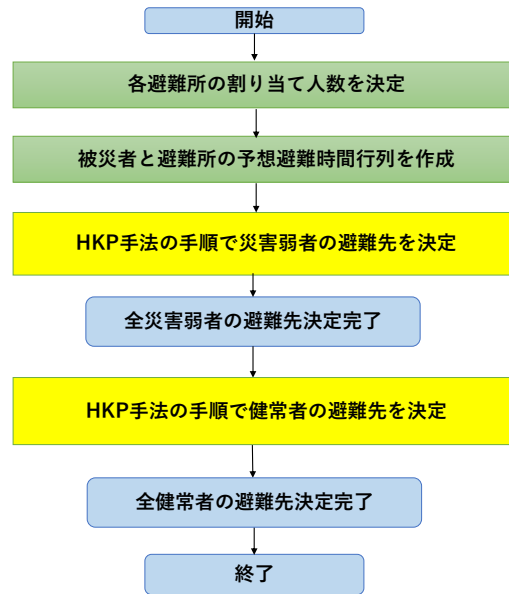 開始
各避難所の割り当て人数を決定
被災者と避難所の予想避難時間行列を作成
HKP手法の手順で災害弱者の避難先を決定
全災害弱者の避難先決定完了
HKP手法の手順で健常者の避難先を決定
全健常者の避難先決定完了
終了